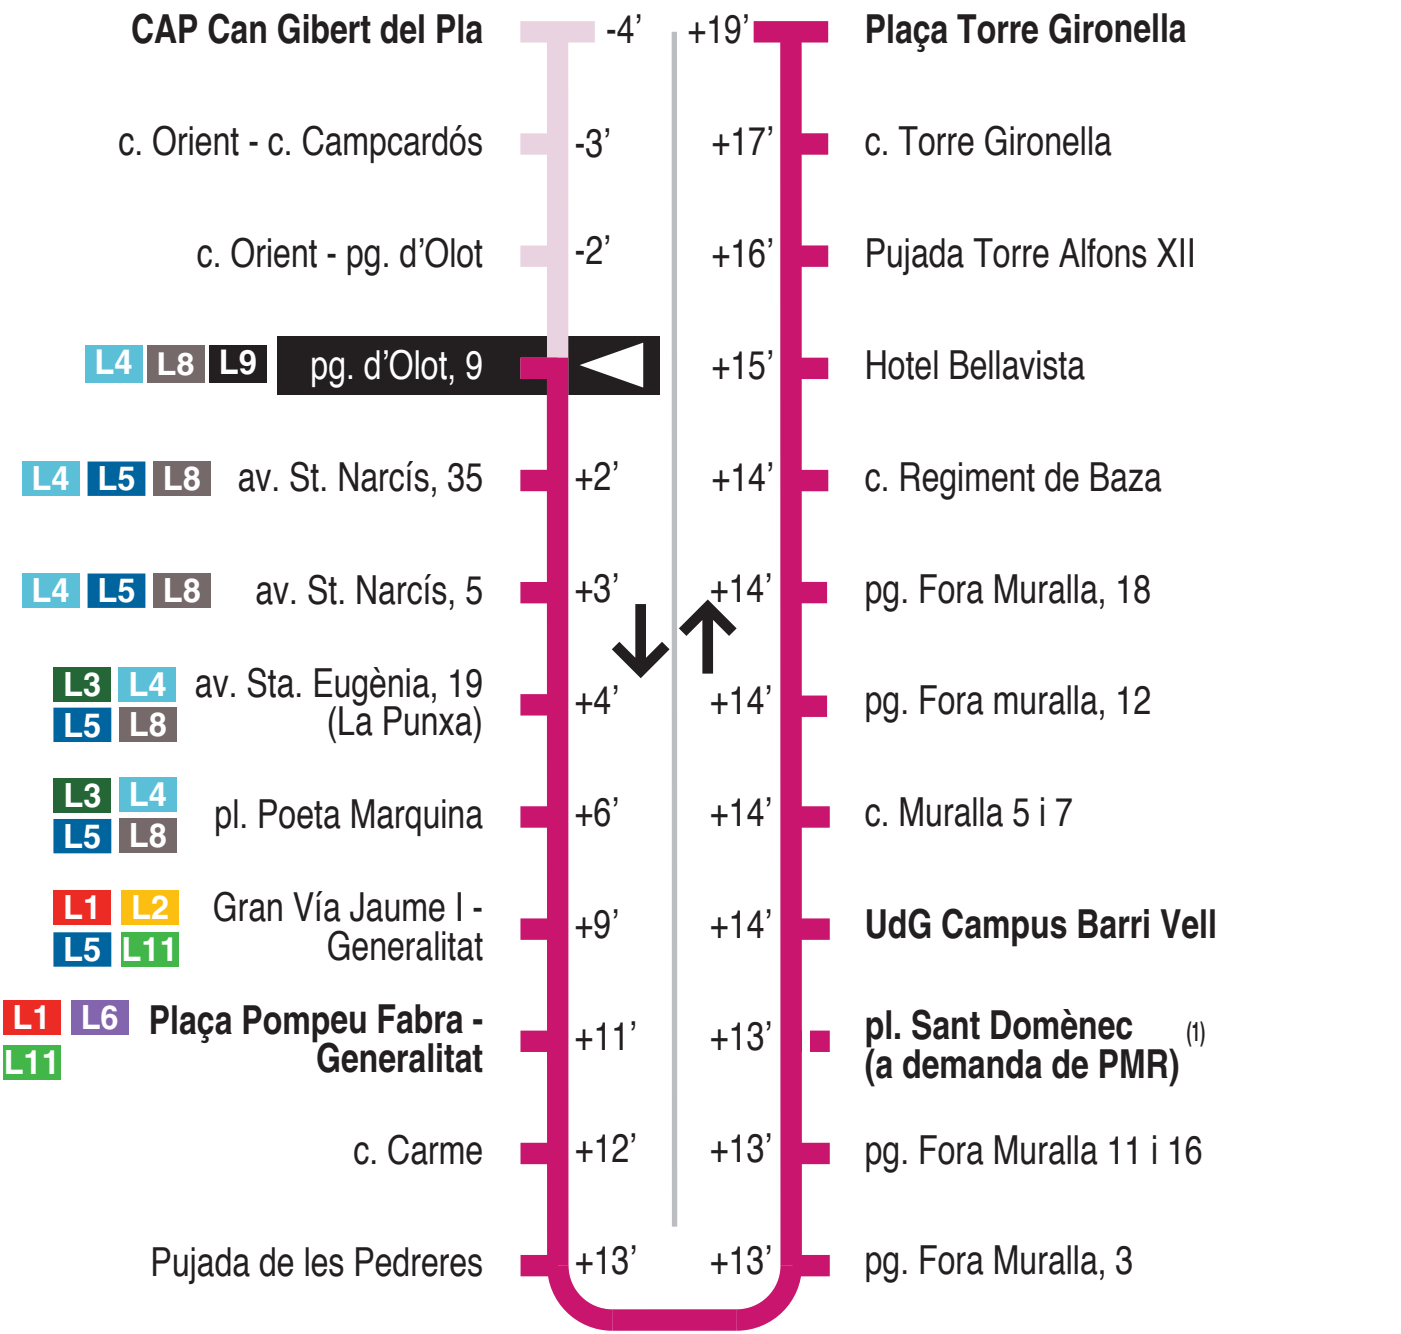 CAP Can Gibert del Pla -4’
c. Orient - c. Campcardós -3’
c. Orient - pg. d’Olot -2’
L4 L8 L9 pg. d’Olot, 9
L4 L5 L8 av. St. Narcís, 35 +2’
L4 L5 L8 av. St. Narcís, 5 +3’
L3 L4 av. Sta. Eugènia, 19 +4’
L5 L8 (La Punxa)
L3 L4 pl. Poeta Marquina +6’
L5 L8
L1 L2 Gran Vía Jaume I - +9’
L5 L11 Generalitat
L1 L6 Plaça Pompeu Fabra - +11’
L11 Generalitat
c. Carme +12’
Pujada de les Pedreres +13’
+19’ Plaça Torre Gironella
+17’ c. Torre Gironella
+16’ Pujada Torre Alfons XII
+15’ Hotel Bellavista
+14’ c. Regiment de Baza
+14’ pg. Fora Muralla, 18
+14’ pg. Fora muralla, 12
+14’ c. Muralla 5 i 7
+14’ UdG Campus Barri Vell
+13’ pl. Sant Domènec (1)
(a demanda de PMR)
+13’ pg. Fora Muralla 11 i 16
+13’ pg. Fora Muralla, 3